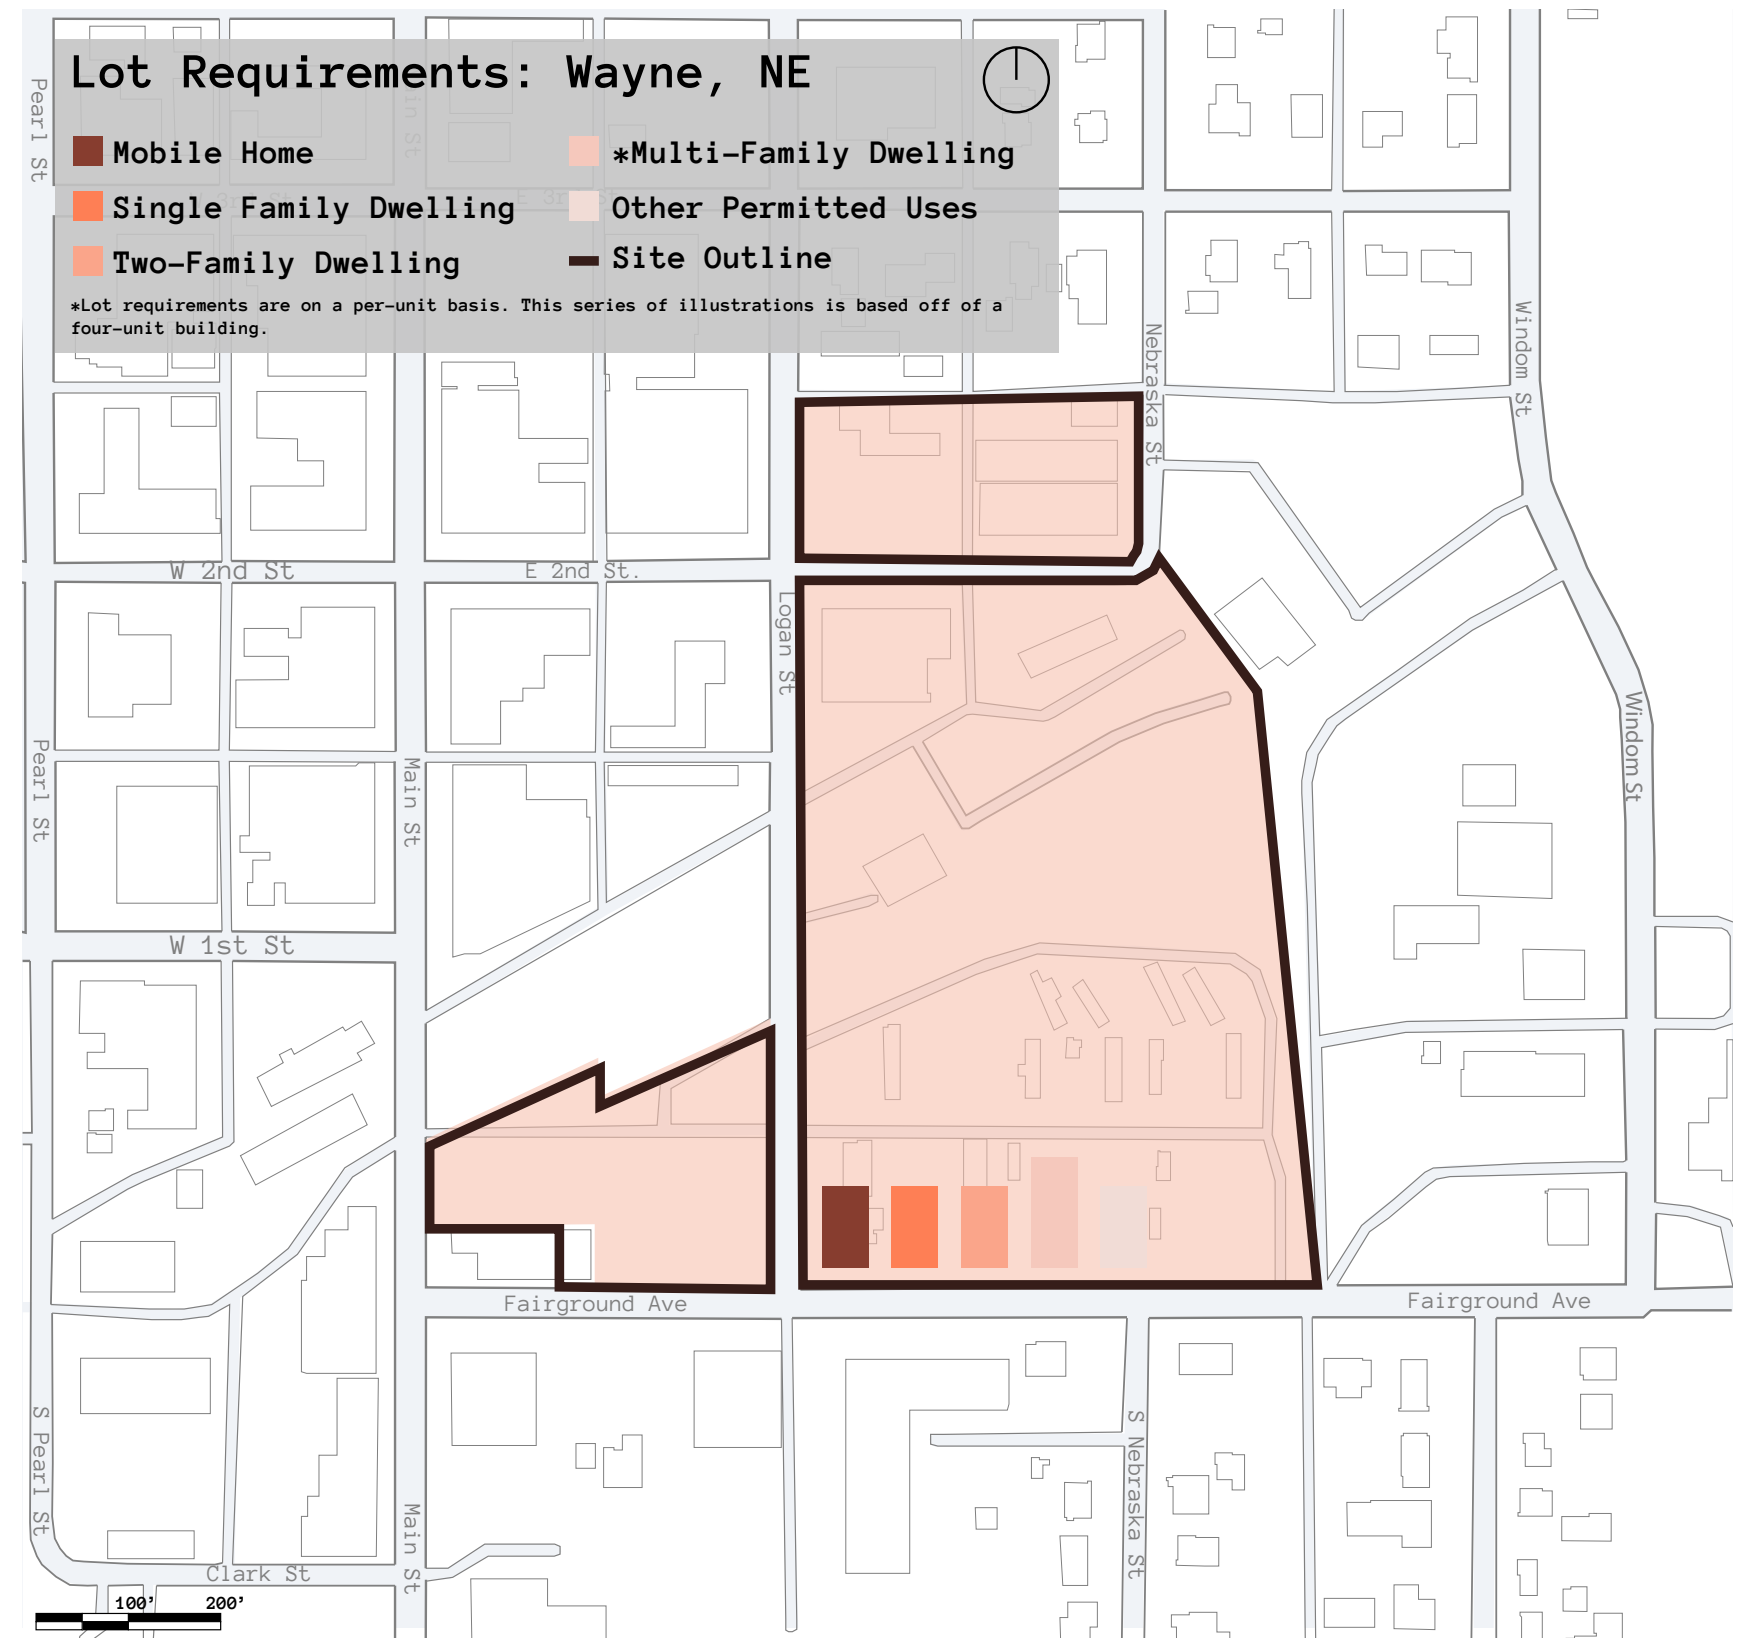 Lot Requirements: Wayne, NE
Mobile Home
Single Family Dwelling
Two-Family Dwelling
*Multi-Family Dwelling
Other Permitted Uses
Site Outline
*Lot requirements are on a per-unit basis. This series of illustrations is based off of a
four-unit building.
Pearl St
Nebraska St
Windom St
W 2nd St
E 2nd St.
Logan St
Pearl St
Main St
Windom St
W 1st St
Fairground Ave
Fairground Ave
S Pearl St
Main St
S Nebraska St
Clark St
100'
200'